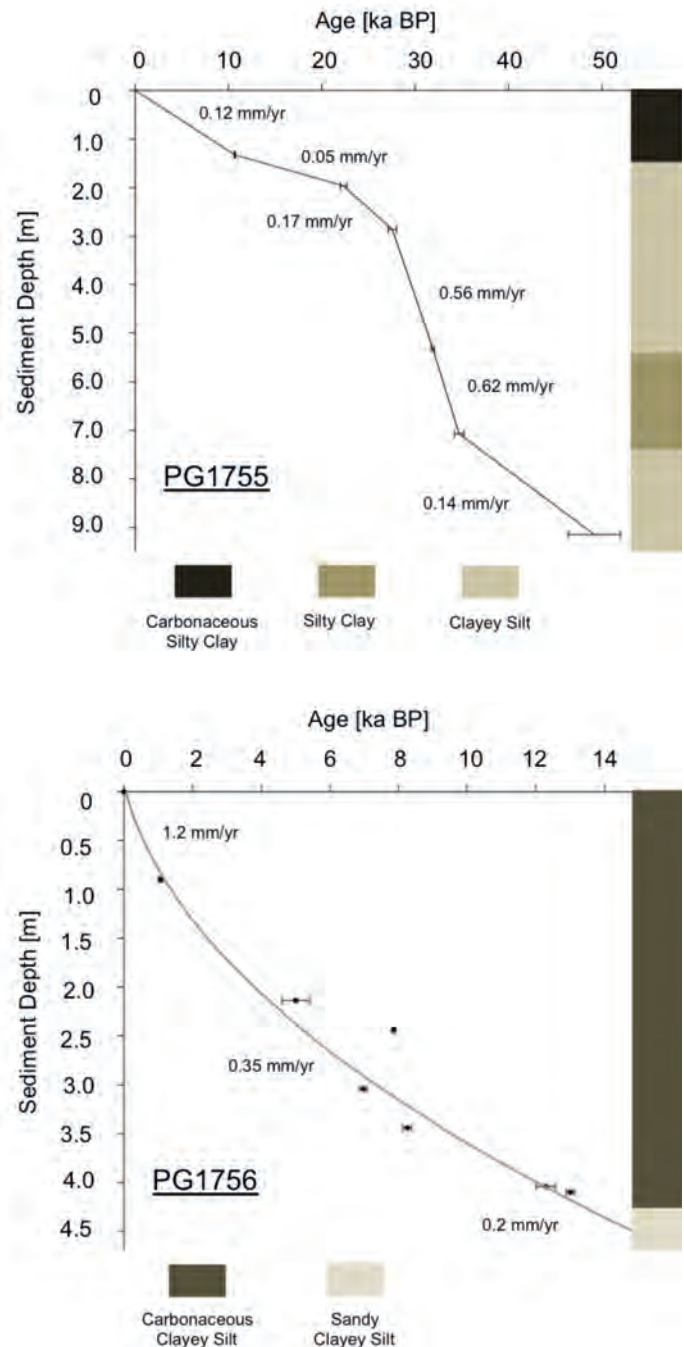 Age [ka BP]
0 10 20 30 40 50
0
0.12 mm/yr
1.0
0.05 mm/yr
2.0
0.17 mm/yr
3.0
4.0
0.56 mm/yr
5.0
6.0
0.62 mm/yr
7.0
8.0
PG1755
0.14 mm/yr
9.0
Sediment Depth [m]
Carbonaceous
Silty Clay
Silty Clay
Clayey Silt
Age [ka BP]
0 2 4 6 8 10 12 14
0
1.2 mm/yr
0.5
1.0
1.5
2.0
2.5
0.35 mm/yr
3.0
3.5
4.0
PG1756
4.5
0.2 mm/yr
Sediment Depth [m]
Carbonaceous
Clayey Silt
Sandy
Clayey Silt